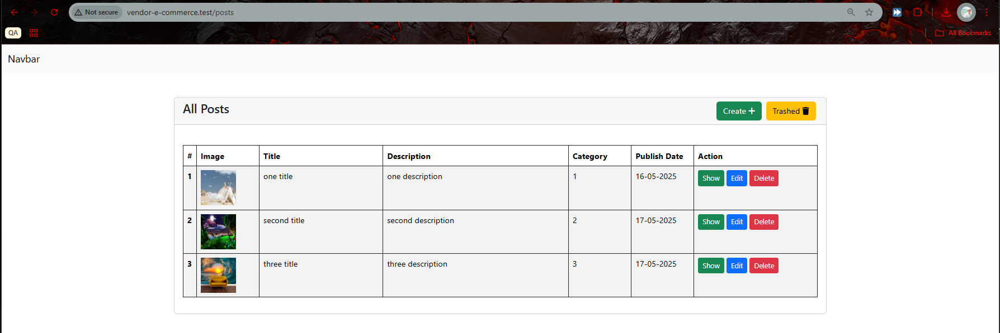 Not secure vendor-e-commerce.test/posts
QA All Bookmarks
Navbar
All Posts Create Trashed
# Image Title Description Category Publish Date Action
1 one title one description 1 16-05-2025 Show Edit Delete
2 second title second description 2 17-05-2025 Show Edit Delete
3 three title three description 3 17-05-2025 Show Edit Delete